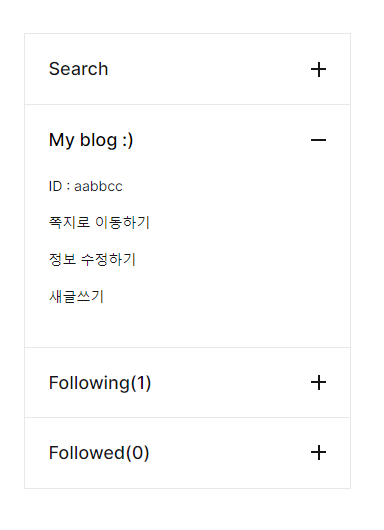 Search
My blog :)
ID : aabbcc
쪽지로 이동하기
정보 수정하기
새글쓰기
Following(1)
Followed(0)